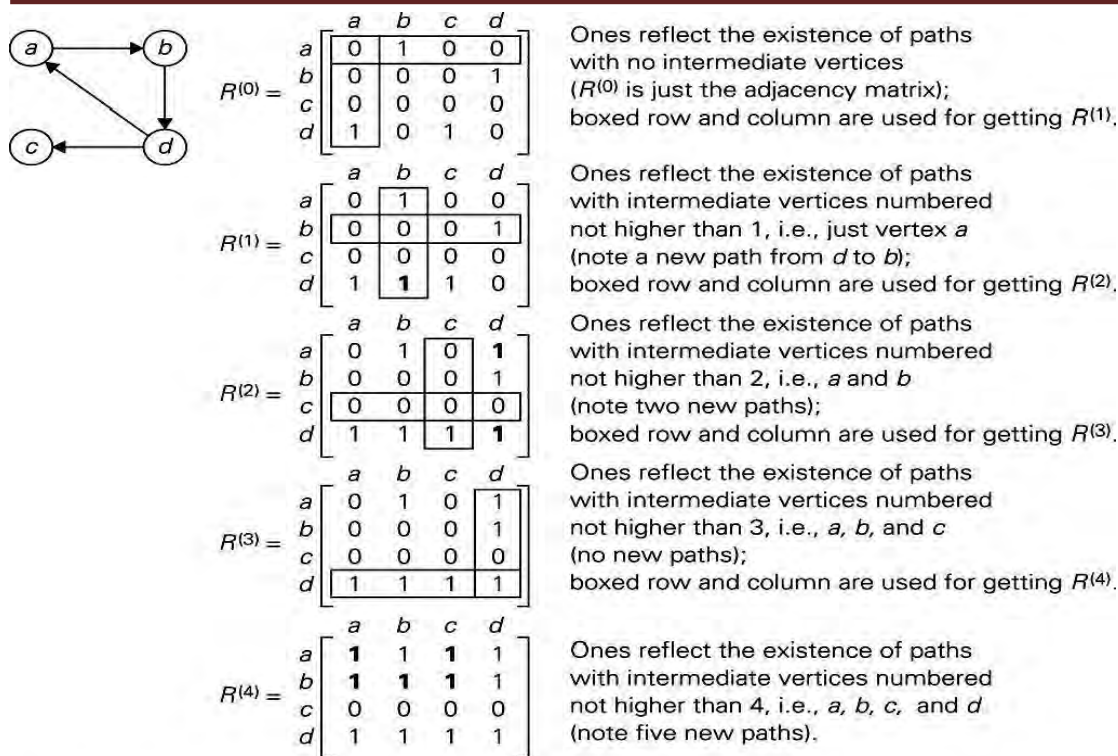 a b
c d
a b c d
a 0 1 0 0
b 0 0 0 1
R(0) =
c 0 0 0 0
d 1 0 1 0
Ones reflect the existence of paths
with no intermediate vertices
(R(0) is just the adjacency matrix);
boxed row and column are used for getting R(1).
a b c d
a 0 1 0 0
b 0 0 0 1
R(1) =
c 0 0 0 0
d 1 1 1 0
Ones reflect the existence of paths
with intermediate vertices numbered
not higher than 1, i.e., just vertex a
(note a new path from d to b);
boxed row and column are used for getting R(2).
a b c d
a 0 1 0 1
b 0 0 0 1
R(2) =
c 0 0 0 0
d 1 1 1 1
Ones reflect the existence of paths
with intermediate vertices numbered
not higher than 2, i.e., a and b
(note two new paths);
boxed row and column are used for getting R(3).
a b c d
a 0 1 0 1
b 0 0 0 1
R(3) =
c 0 0 0 0
d 1 1 1 1
Ones reflect the existence of paths
with intermediate vertices numbered
not higher than 3, i.e., a, b, and c
(no new paths);
boxed row and column are used for getting R(4).
a b c d
a 1 1 1 1
b 1 1 1 1
R(4) =
c 0 0 0 0
d 1 1 1 1
Ones reflect the existence of paths
with intermediate vertices numbered
not higher than 4, i.e., a, b, c, and d
(note five new paths).